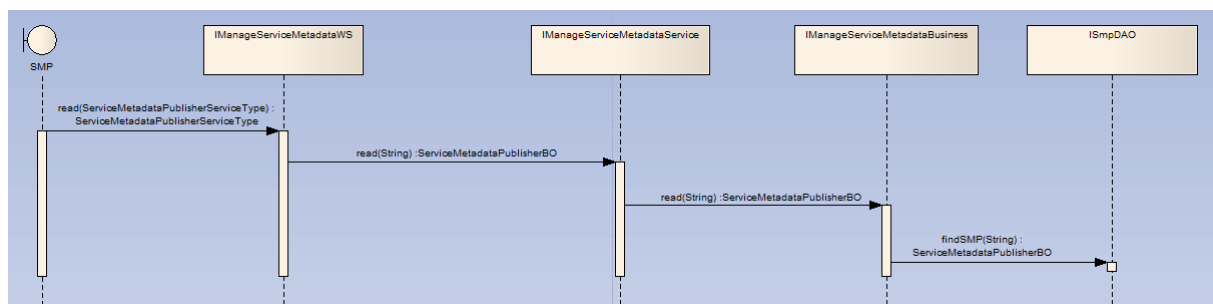 IManageServiceMetadataWS
IManageServiceMetadataService
IManageServiceMetadataBusiness
ISmpDAO
SMP
read(ServiceMetadataPublisherServiceType) :
ServiceMetadataPublisherServiceType
read(String) :ServiceMetadataPublisherBO
read(String) :ServiceMetadataPublisherBO
findSMP(String) :
ServiceMetadataPublisherBO